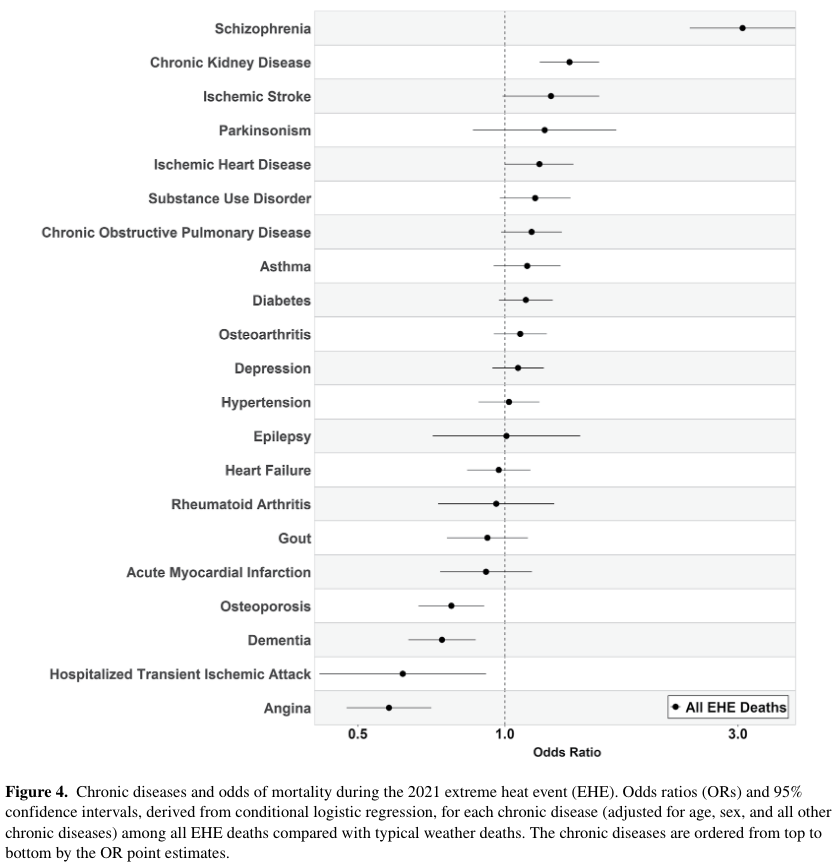 Schizophrenia
Chronic Kidney Disease
Ischemic Stroke
Parkinsonism
Ischemic Heart Disease
Substance Use Disorder
Chronic Obstructive Pulmonary Disease
Asthma
Diabetes
Osteoarthritis
Depression
Hypertension
Epilepsy
Heart Failure
Rheumatoid Arthritis
Gout
Acute Myocardial Infarction
Osteoporosis
Dementia
Hospitalized Transient Ischemic Attack
Angina
All EHE Deaths
0.5 1.0 3.0
Odds Ratio
Figure 4. Chronic diseases and odds of mortality during the 2021 extreme heat event (EHE). Odds ratios (ORs) and 95%
confidence intervals, derived from conditional logistic regression, for each chronic disease (adjusted for age, sex, and all other
chronic diseases) among all EHE deaths compared with typical weather deaths. The chronic diseases are ordered from top to
bottom by the OR point estimates.